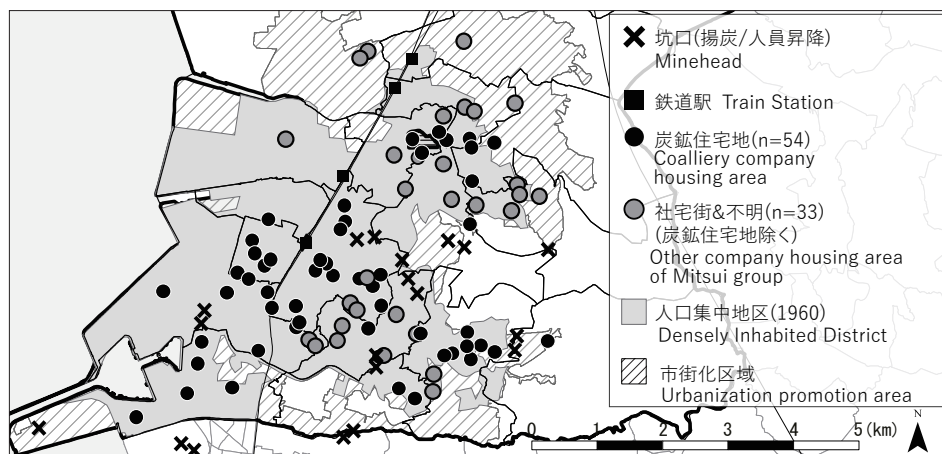 坑口(揚炭/人員昇降)
Minehead
鉄道駅 Train Station
炭鉱住宅地(n=54)
Coalliery company
housing area
社宅街&不明(n=33)
(炭鉱住宅地除く)
Other company housing area
of Mitsui group
人口集中地区(1960)
Densely Inhabited District
市街化区域
Urbanization promotion area
N
0 1 2 3 4 5 (km)